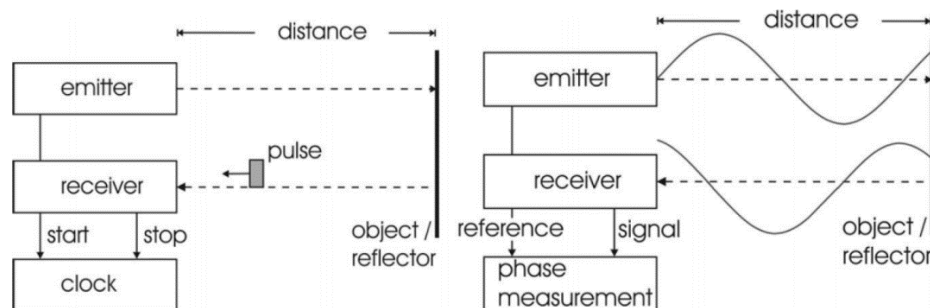 distance
emitter
pulse
receiver
start
stop
object /
reflector
clock
distance
emitter
receiver
reference
signal
object /
reflector
phase
measurement